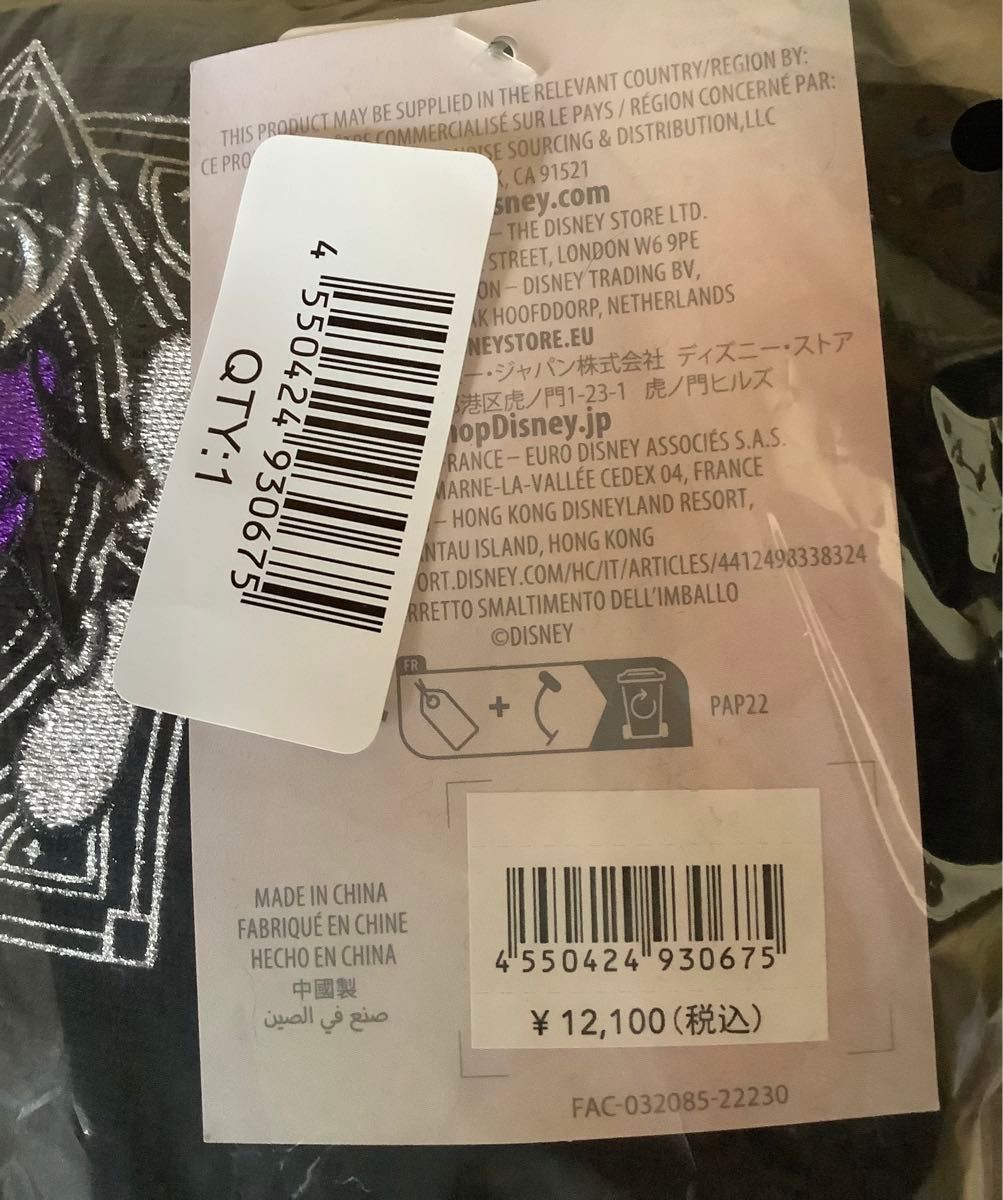 THIS PRODUCT MAY BE SUPPLIED IN THE RELEVANT COUNTRY/REGION BY:
CE COMMERCIALISÉ SUR LE PAYS / RÉGION CONCERNÉ PAR:
SOURCING & DISTRIBUTION,LLC
, CA 91521
sney.com
– THE DISNEY STORE LTD.
STREET, LONDON W6 9PE
– DISNEY TRADING BV,
HOOFDDORP, NETHERLANDS
NEYSTORE.EU
ー・ジャパン株式会社 ディズニー・ストア
港区虎ノ門1-23-1 虎ノ門ヒルズ
hopDisney.jp
RANCE – EURO DISNEY ASSOCIÉS S.A.S.
MARNE-LA-VALLÉE CEDEX 04, FRANCE
– HONG KONG DISNEYLAND RESORT,
NTAU ISLAND, HONG KONG
ORT.DISNEY.COM/HC/IT/ARTICLES/4412498338324
RRETTO SMALTIMENTO DELL'IMBALLO
©DISNEY
4 550424 930675
QTY:1
FR
+
PAP22
MADE IN CHINA
FABRIQUÉ EN CHINE
HECHO EN CHINA
中國製
صنع في الصين
4 550424 930675
¥ 12,100(税込)
FAC-032085-22230